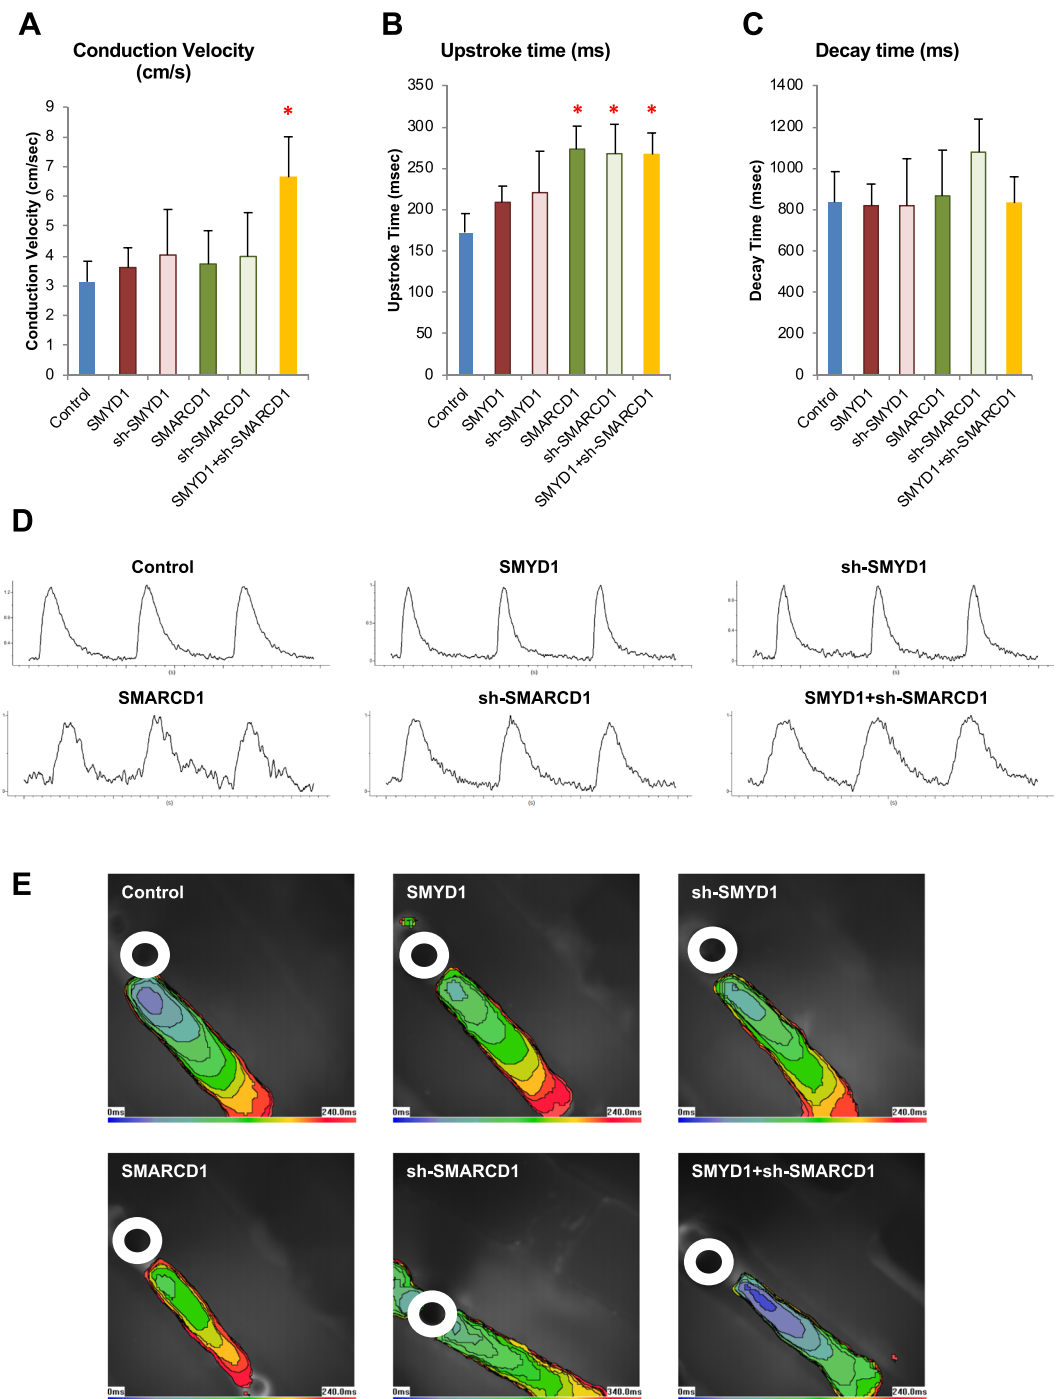 A
B
C
Conduction Velocity
(cm/s)
Upstroke time (ms)
Decay time (ms)
Conduction Velocity (cm/sec)
9
8
7
6
5
4
3
2
1
0
*
Control
SMYD1
sh-SMYD1
SMARCD1
sh-SMARCD1
SMYD1+sh-SMARCD1
Upstroke Time (msec)
350
300
250
200
150
100
50
0
* * *
Control
SMYD1
sh-SMYD1
SMARCD1
sh-SMARCD1
SMYD1+sh-SMARCD1
Decay Time (msec)
1400
1200
1000
800
600
400
200
0
Control
SMYD1
sh-SMYD1
SMARCD1
sh-SMARCD1
SMYD1+sh-SMARCD1
D
Control
SMYD1
sh-SMYD1
(s)
(s)
(s)
SMARCD1
sh-SMARCD1
SMYD1+sh-SMARCD1
(s)
(s)
(s)
E
Control
0ms 240.0ms
SMYD1
0ms 240.0ms
sh-SMYD1
0ms 240.0ms
SMARCD1
0ms 240.0ms
sh-SMARCD1
0ms 340.0ms
SMYD1+sh-SMARCD1
0ms 240.0ms